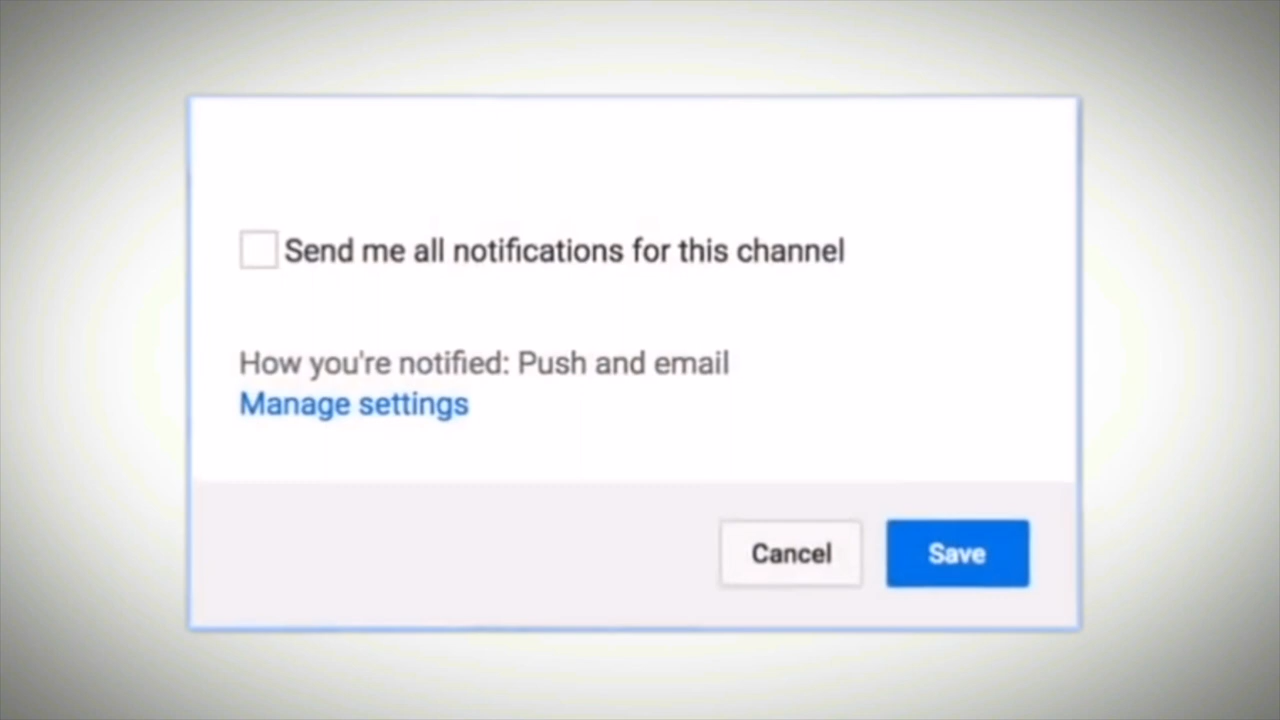 Send me all notifications for this channel
How you're notified: Push and email
Manage settings
Cancel Save